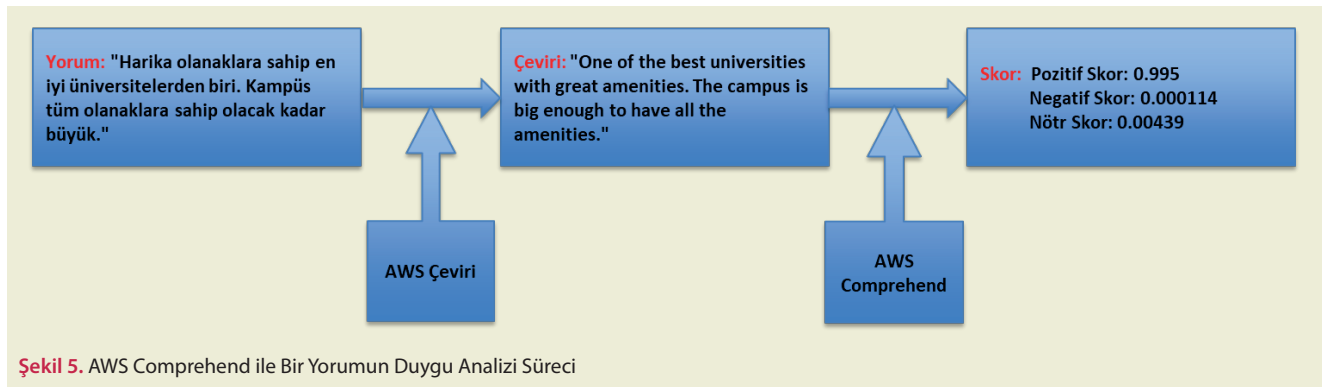 Yorum: "Harika olanaklara sahip en
iyi üniversitelerden biri. Kampüs
tüm olanaklara sahip olacak kadar
büyük."
Çeviri: "One of the best universities
with great amenities. The campus is
big enough to have all the
amenities."
Skor: Pozitif Skor: 0.995
Negatif Skor: 0.000114
Nötr Skor: 0.00439
AWS Çeviri
AWS
Comprehend
Şekil 5. AWS Comprehend ile Bir Yorumun Duygu Analizi Süreci